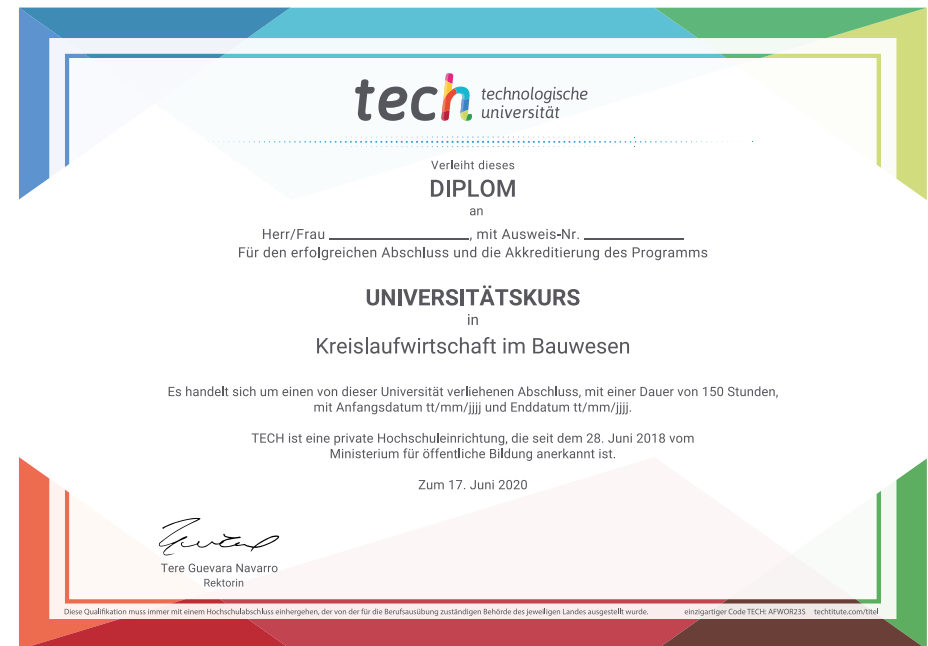 tech technologische
universität
Verleiht dieses
DIPLOM
an
Herr/Frau ____________, mit Ausweis-Nr. ____________
Für den erfolgreichen Abschluss und die Akkreditierung des Programms
UNIVERSITÄTSKURS
in
Kreislaufwirtschaft im Bauwesen
Es handelt sich um einen von dieser Universität verliehenen Abschluss, mit einer Dauer von 150 Stunden,
mit Anfangsdatum tt/mm/jjjj und Enddatum tt/mm/jjjj.
TECH ist eine private Hochschuleinrichtung, die seit dem 28. Juni 2018 vom
Ministerium für öffentliche Bildung anerkannt ist.
Zum 17. Juni 2020
Tere Guevara Navarro
Rektorin
Diese Qualifikation muss immer mit einem Hochschulabschluss einhergehen, der von der für die Berufsausübung zuständigen Behörde des jeweiligen Landes ausgestellt wurde. einzigartiger Code TECH: AFWOR23S techtitute.com/titel